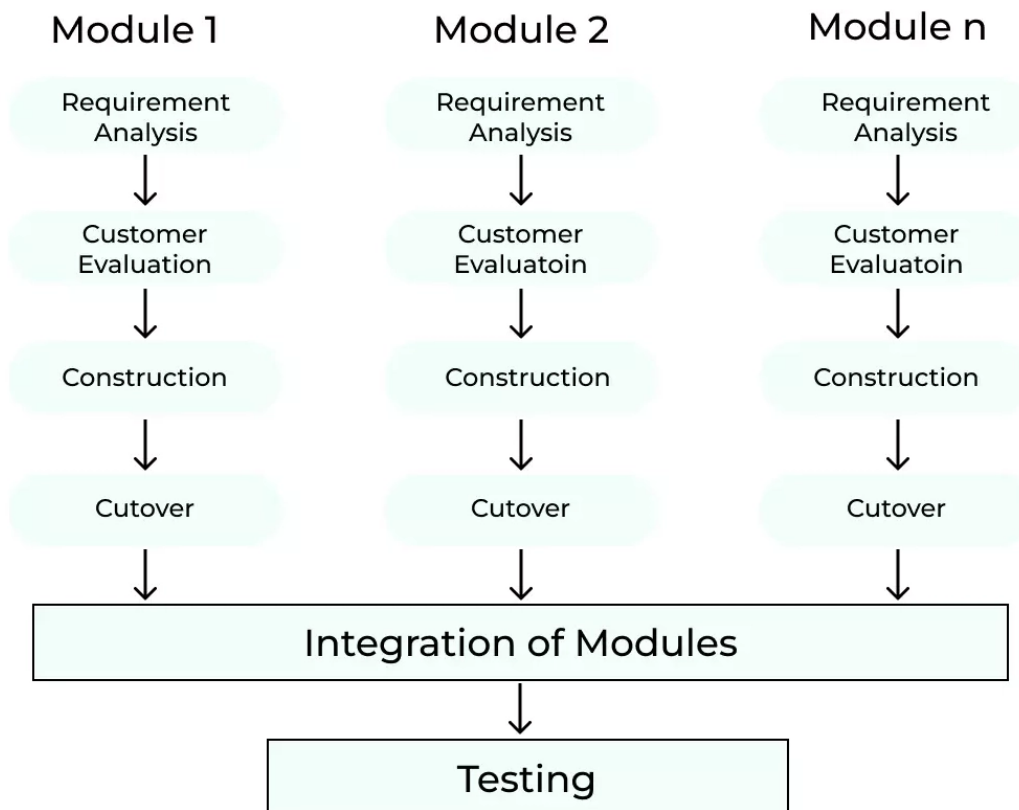 Module 1
Module 2
Module n
Requirement
Analysis
Requirement
Analysis
Requirement
Analysis
Customer
Evaluation
Customer
Evaluatoin
Customer
Evaluatoin
Construction
Construction
Construction
Cutover
Cutover
Cutover
Integration of Modules
Testing